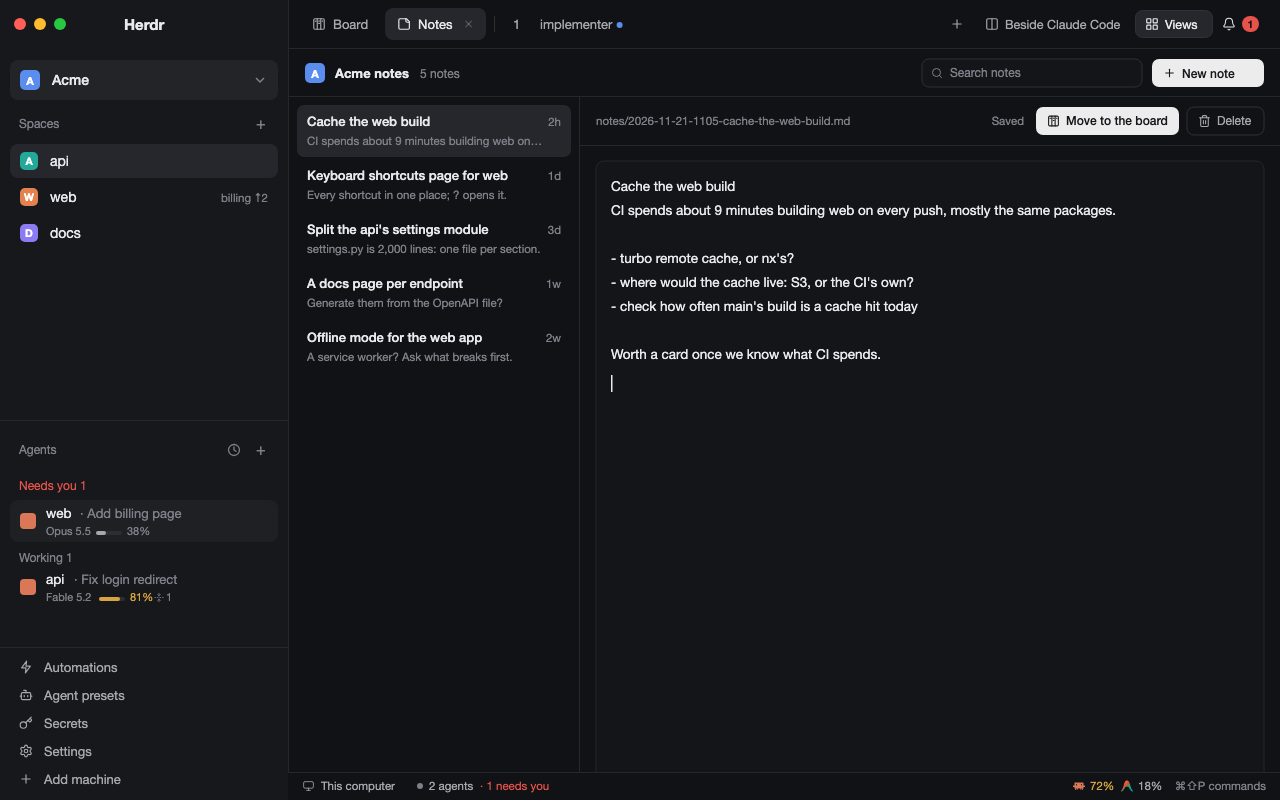 Herdr
Board
Notes
1 implementer
Beside Claude Code
Views
1
A Acme
A Acme notes 5 notes
Search notes
New note
Spaces
A api
W web billing ↑2
D docs
Cache the web build 2h
CI spends about 9 minutes building web on…
Keyboard shortcuts page for web 1d
Every shortcut in one place; ? opens it.
Split the api's settings module 3d
settings.py is 2,000 lines: one file per section.
A docs page per endpoint 1w
Generate them from the OpenAPI file?
Offline mode for the web app 2w
A service worker? Ask what breaks first.
notes/2026-11-21-1105-cache-the-web-build.md
Saved
Move to the board
Delete
Cache the web build
CI spends about 9 minutes building web on every push, mostly the same packages.
- turbo remote cache, or nx's?
- where would the cache live: S3, or the CI's own?
- check how often main's build is a cache hit today
Worth a card once we know what CI spends.
Agents
Needs you 1
web · Add billing page
Opus 5.5 38%
Working 1
api · Fix login redirect
Fable 5.2 81% 1
Automations
Agent presets
Secrets
Settings
Add machine
This computer
2 agents · 1 needs you
72% 18% ⌘⇧P commands